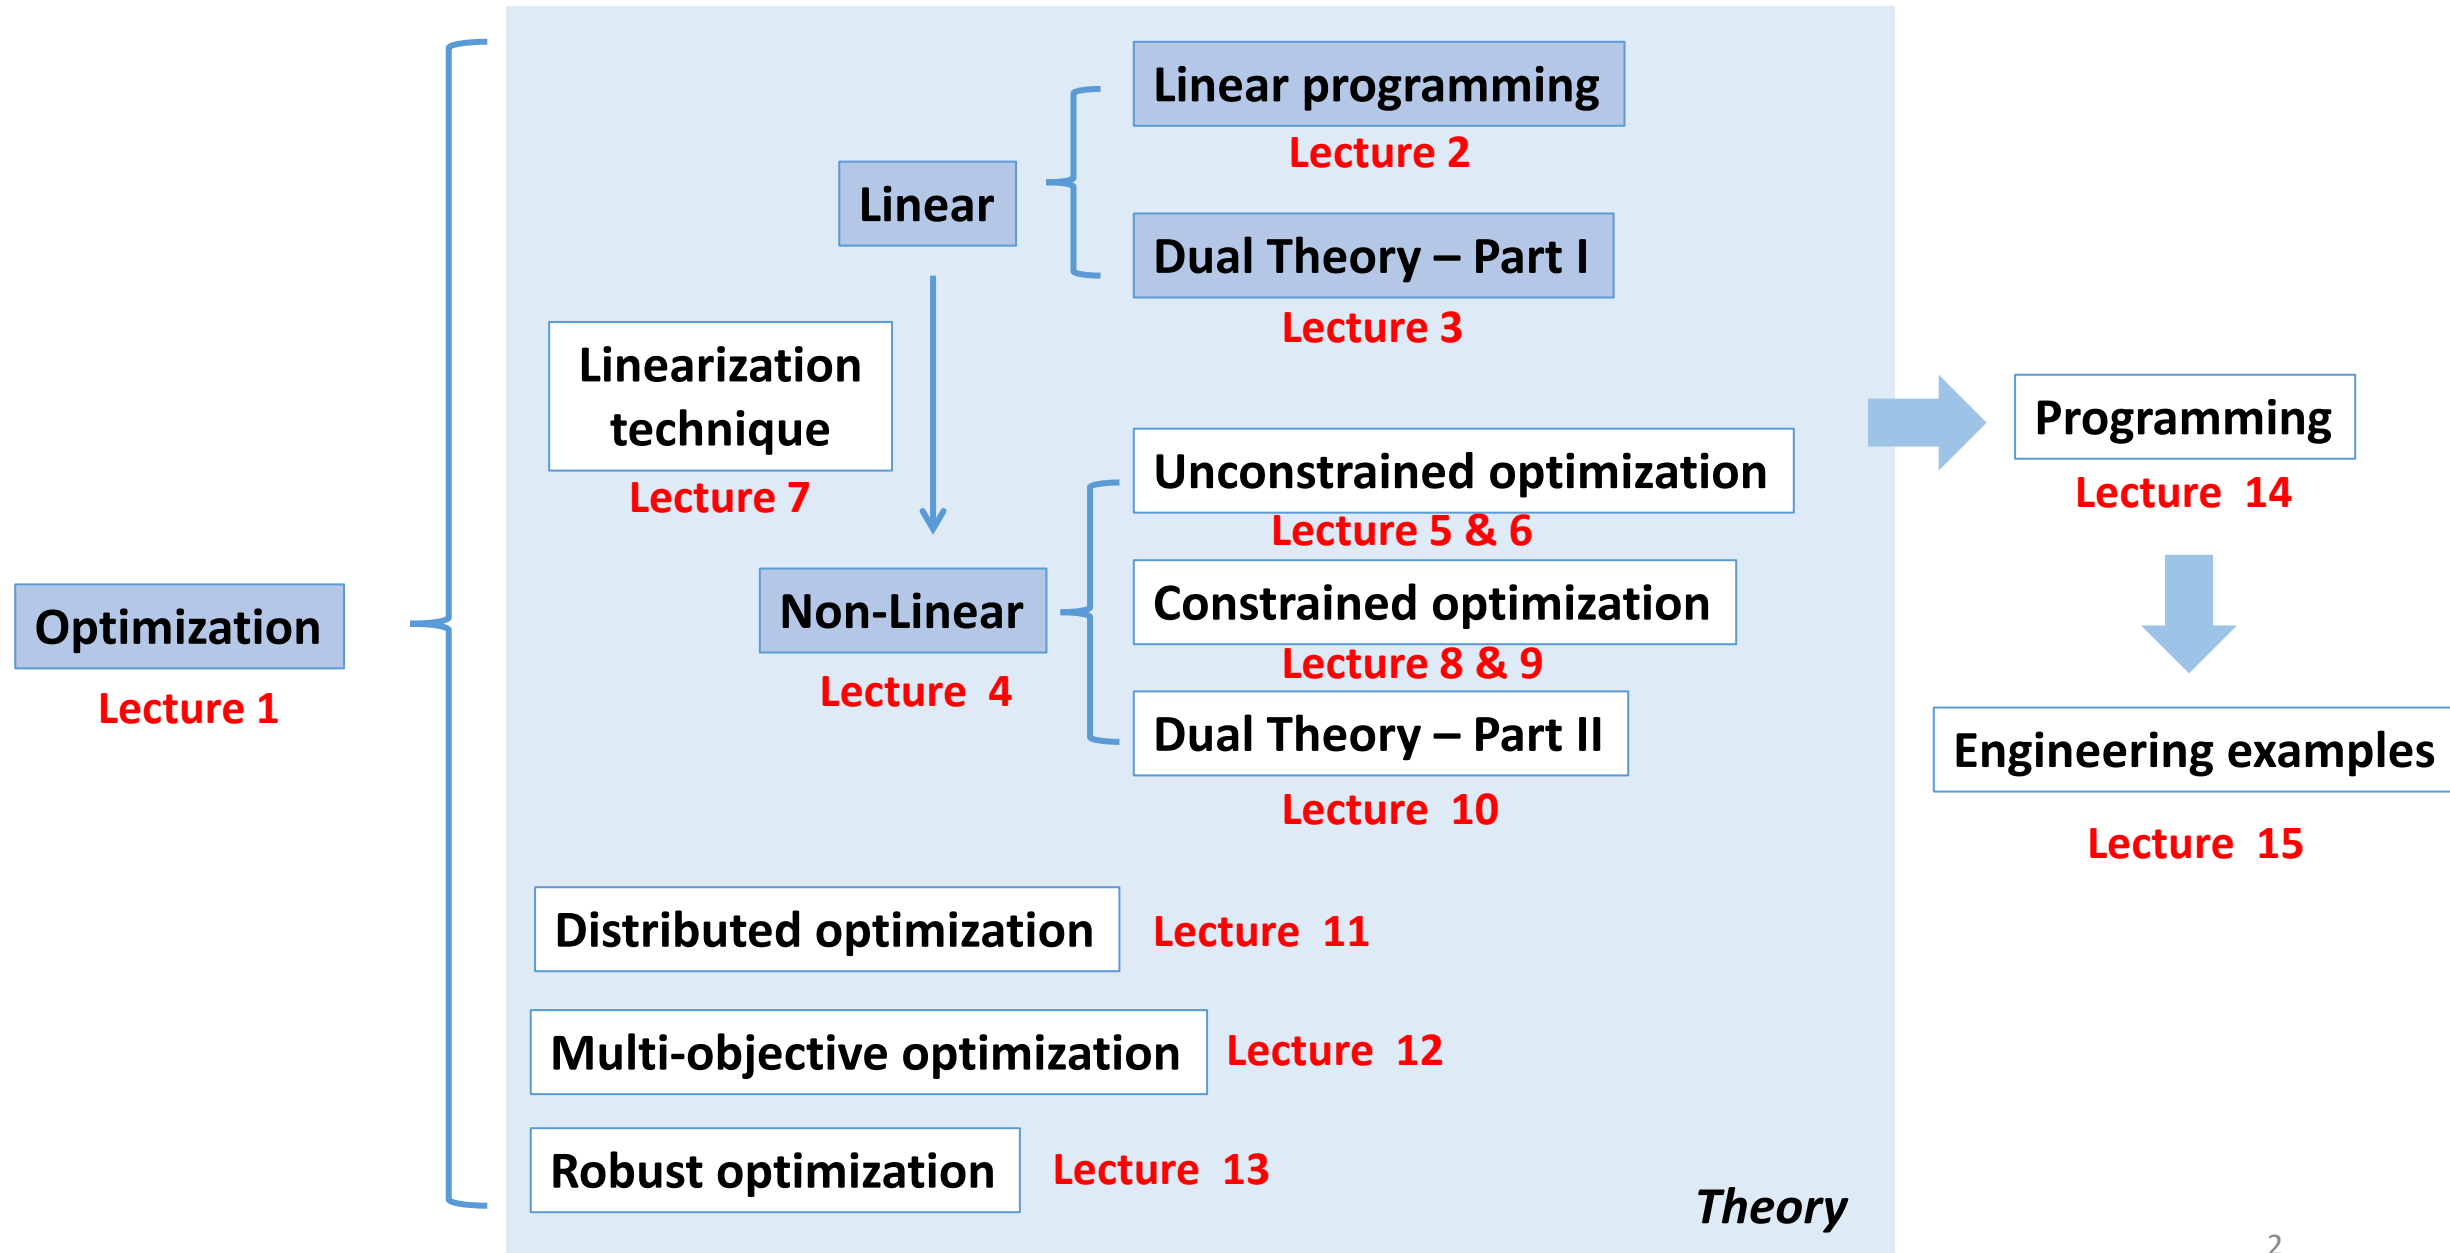 Linear programming
Lecture 2
Linear
Dual Theory – Part I
Lecture 3
Linearization
technique
Lecture 7
Unconstrained optimization
Lecture 5 & 6
Non-Linear
Lecture  4
Constrained optimization
Lecture 8 & 9
Dual Theory – Part II
Lecture  10
Optimization
Lecture 1
Distributed optimization
Lecture  11
Multi-objective optimization
Lecture  12
Robust optimization
Lecture  13
Theory
Programming
Lecture  14
Engineering examples
Lecture  15
2